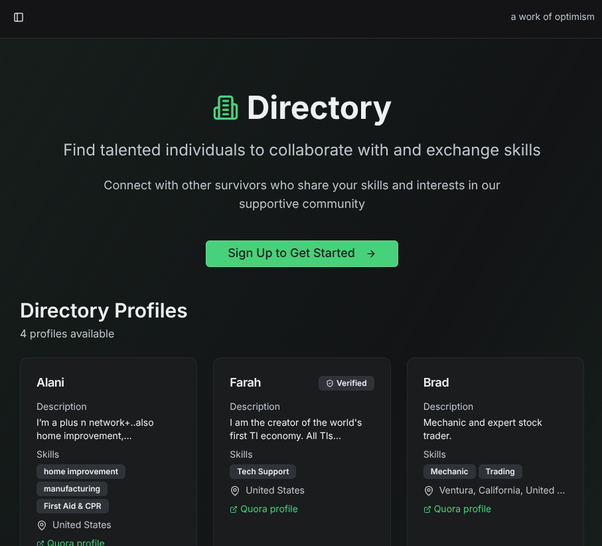 a work of optimism
Directory
Find talented individuals to collaborate with and exchange skills
Connect with other survivors who share your skills and interests in our
supportive community
Sign Up to Get Started
Directory Profiles
4 profiles available
Alani
Description
I'm a plus n network+..also
home improvement,...
Skills
home improvement
manufacturing
First Aid & CPR
United States
Quora profile
Farah
Verified
Description
I am the creator of the world's
first TI economy. All TIs...
Skills
Tech Support
United States
Quora profile
Brad
Description
Mechanic and expert stock
trader.
Skills
Mechanic
Trading
Ventura, California, United ...
Quora profile